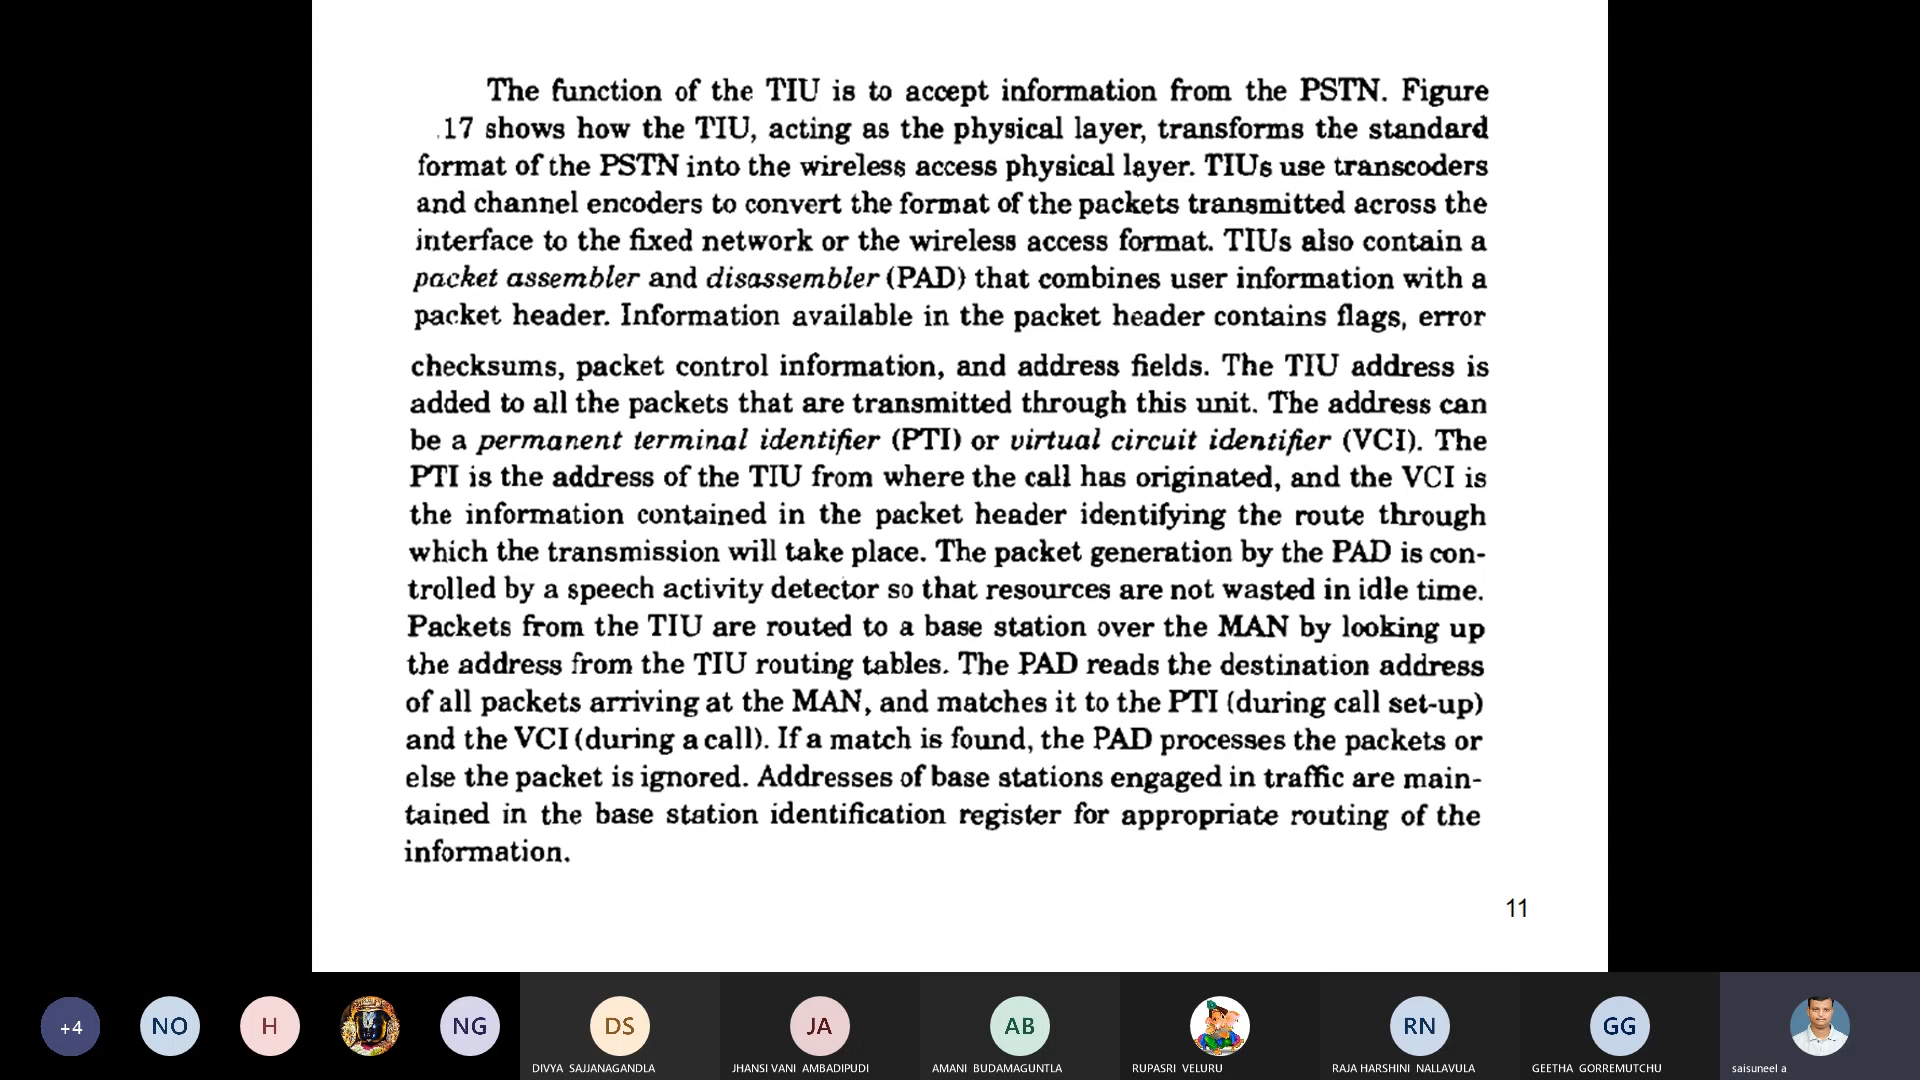 The function of the TIU is to accept information from the PSTN. Figure
.17 shows how the TIU, acting as the physical layer, transforms the standard
format of the PSTN into the wireless access physical layer. TIUs use transcoders
and channel encoders to convert the format of the packets transmitted across the
interface to the fixed network or the wireless access format. TIUs also contain a
packet assembler and disassembler (PAD) that combines user information with a
packet header. Information available in the packet header contains flags, error
checksums, packet control information, and address fields. The TIU address is
added to all the packets that are transmitted through this unit. The address can
be a permanent terminal identifier (PTI) or virtual circuit identifier (VCI). The
PTI is the address of the TIU from where the call has originated, and the VCI is
the information contained in the packet header identifying the route through
which the transmission will take place. The packet generation by the PAD is con-
trolled by a speech activity detector so that resources are not wasted in idle time.
Packets from the TIU are routed to a base station over the MAN by looking up
the address from the TIU routing tables. The PAD reads the destination address
of all packets arriving at the MAN, and matches it to the PTI (during call set-up)
and the VCI (during a call). If a match is found, the PAD processes the packets or
else the packet is ignored. Addresses of base stations engaged in traffic are main-
tained in the base station identification register for appropriate routing of the
information.
11
+4
NO
H
NG
DS
JA
AB
RN
GG
DIVYA SAJJANAGANDLA
JHANSI VANI AMBADIPUDI
AMANI BUDAMAGUNTLA
RUPASRI VELURU
RAJA HARSHINI NALLAVULA
GEETHA GORREMUTCHU
saisuneel a